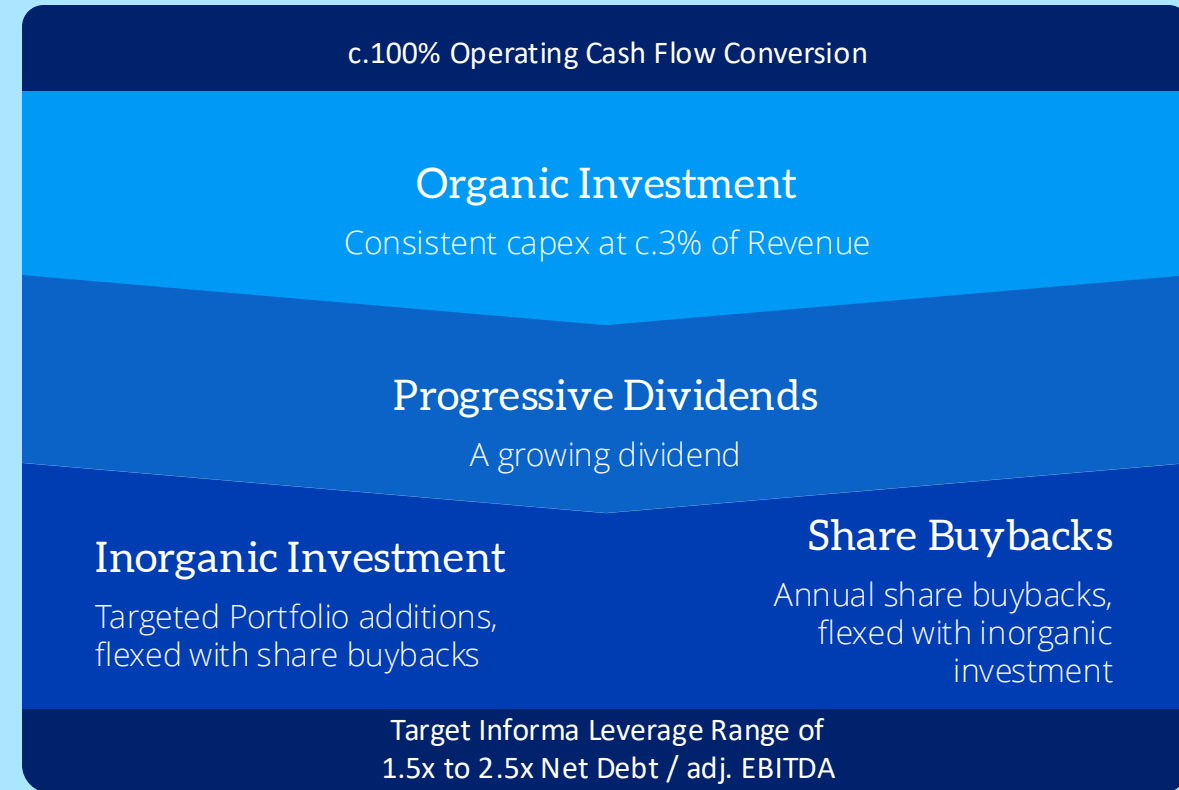 c.100% Operating Cash Flow Conversion
Organic Investment
Consistent capex at c.3% of Revenue
Progressive Dividends
A growing dividend
Inorganic Investment
Targeted Portfolio additions,
flexed with share buybacks
Share Buybacks
Annual share buybacks,
flexed with inorganic
investment
Target Informa Leverage Range of
1.5x to 2.5x Net Debt / adj. EBITDA